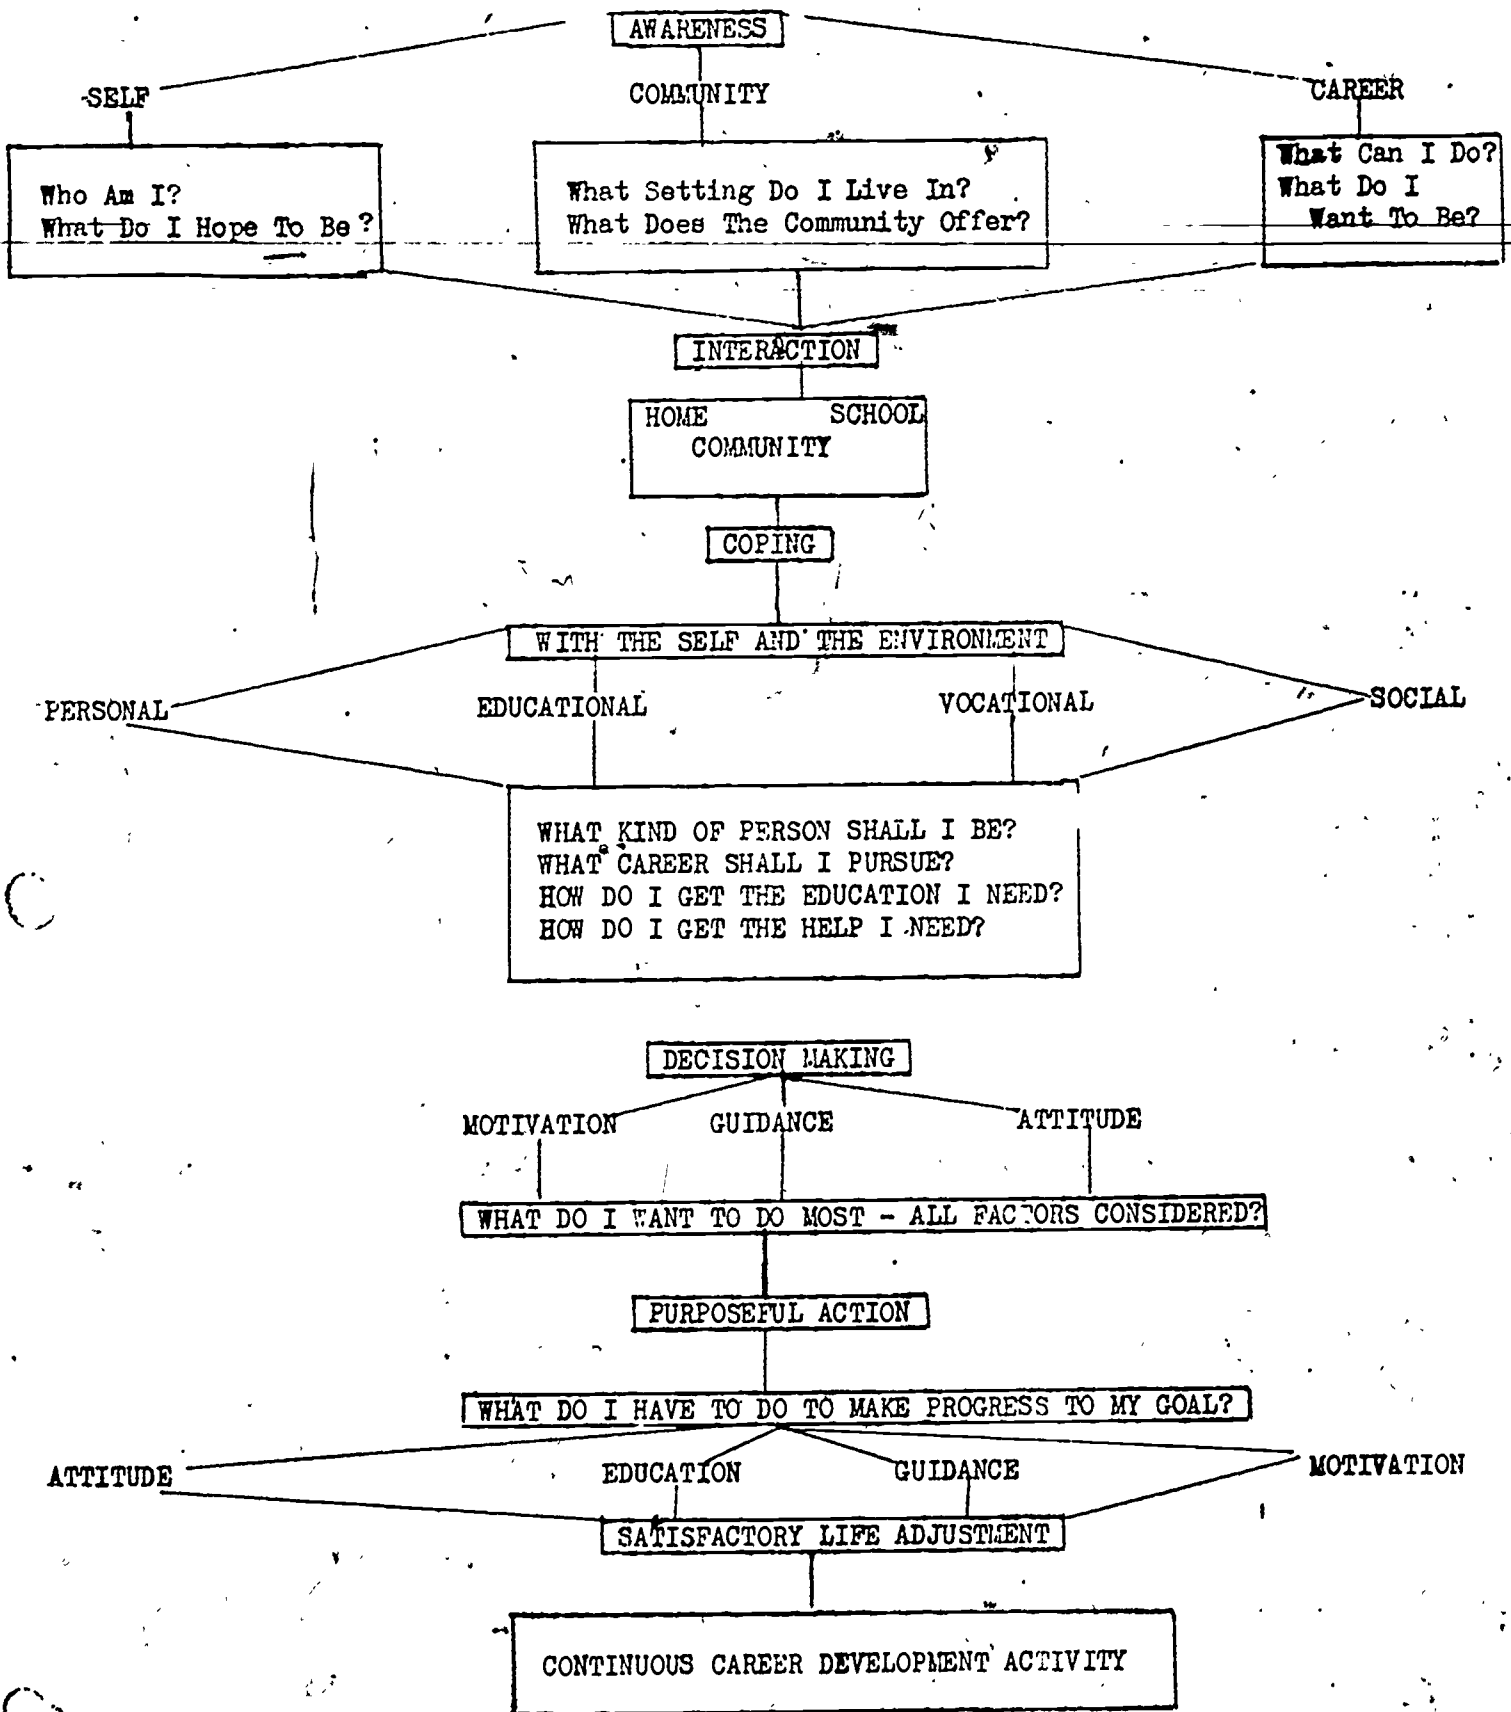 AWARENESS
SELF COMMUNITY CAREER
Who Am I?
What Do I Hope To Be?
What Setting Do I Live In?
What Does The Community Offer?
What Can I Do?
What Do I
Want To Be?
INTERACTION
HOME SCHOOL
COMMUNITY
COPING
WITH THE SELF AND THE ENVIRONMENT
PERSONAL EDUCATIONAL VOCATIONAL SOCIAL
WHAT KIND OF PERSON SHALL I BE?
WHAT CAREER SHALL I PURSUE?
HOW DO I GET THE EDUCATION I NEED?
HOW DO I GET THE HELP I NEED?
DECISION MAKING
MOTIVATION GUIDANCE ATTITUDE
WHAT DO I WANT TO DO MOST - ALL FACTORS CONSIDERED?
PURPOSEFUL ACTION
WHAT DO I HAVE TO DO TO MAKE PROGRESS TO MY GOAL?
ATTITUDE EDUCATION GUIDANCE MOTIVATION
SATISFACTORY LIFE ADJUSTMENT
CONTINUOUS CAREER DEVELOPMENT ACTIVITY